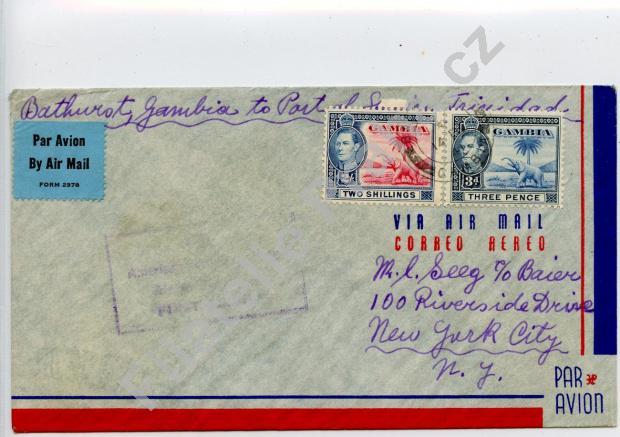 Bathurst, Gambia to Port of Spain, Trinidad.
Par Avion
By Air Mail
FORM 2978
GAMBIA
TWO SHILLINGS
GAMBIA
3d
THREE PENCE
VIA AIR MAIL
CORREO AEREO
M. L. Seeg c/o Baier
100 Riverside Drive
New York City
N. Y.
PAR
AVION